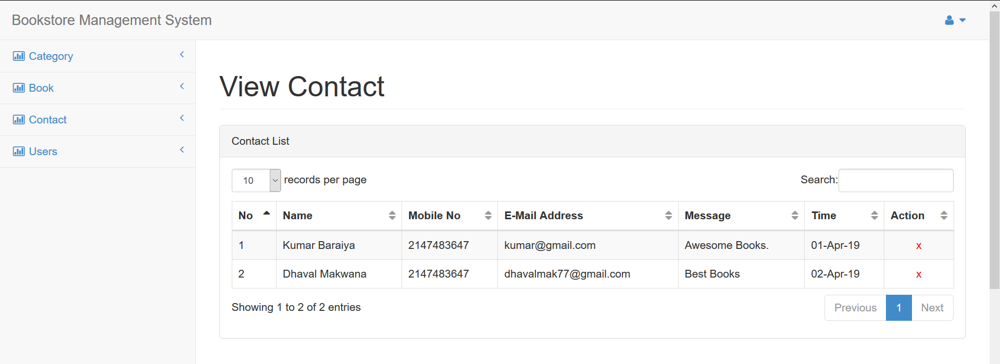 Bookstore Management System
Category
Book
Contact
Users
View Contact
Contact List
10 records per page Search:
No Name Mobile No E-Mail Address Message Time Action
1 Kumar Baraiya 2147483647 kumar@gmail.com Awesome Books. 01-Apr-19 x
2 Dhaval Makwana 2147483647 dhavalmak77@gmail.com Best Books 02-Apr-19 x
Showing 1 to 2 of 2 entries Previous 1 Next